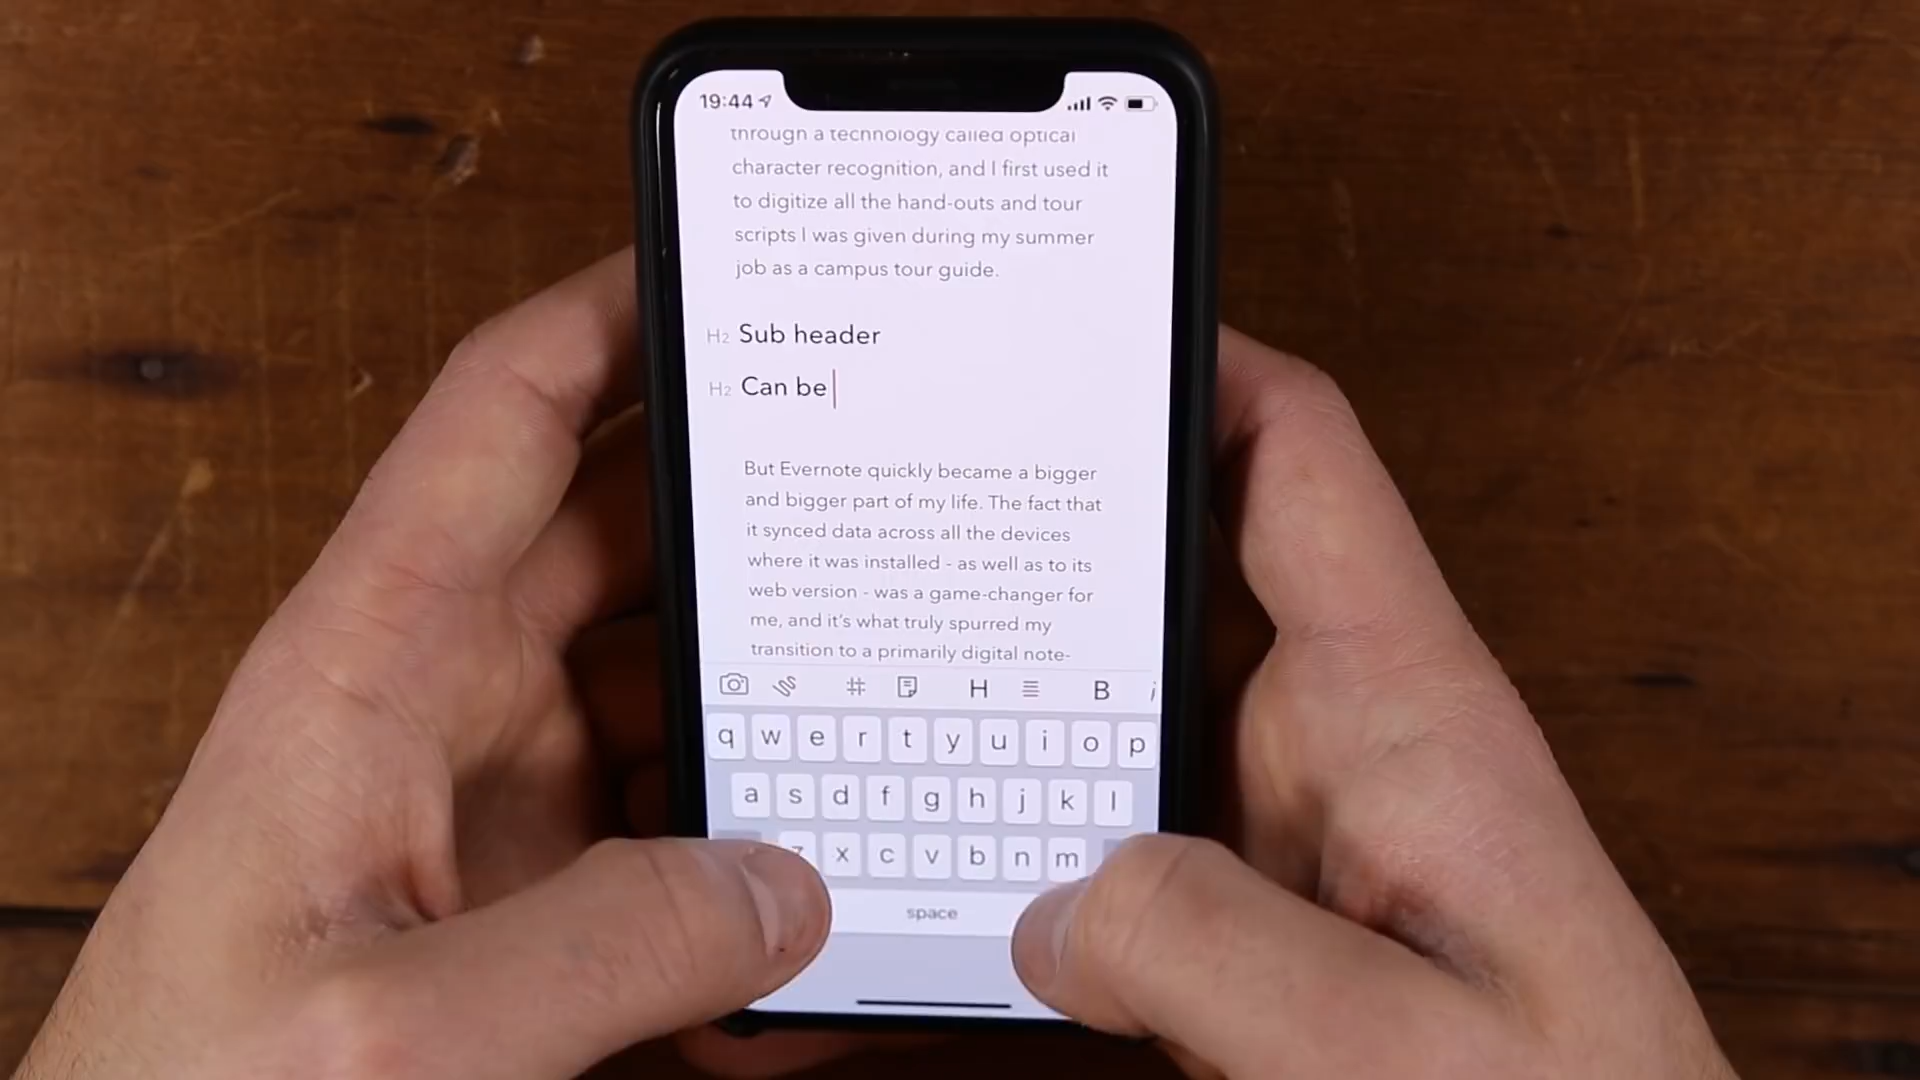 19:44
through a technology called optical
character recognition, and I first used it
to digitize all the hand-outs and tour
scripts I was given during my summer
job as a campus tour guide.
H2 Sub header
H2 Can be
But Evernote quickly became a bigger
and bigger part of my life. The fact that
it synced data across all the devices
where it was installed - as well as to its
web version - was a game-changer for
me, and it's what truly spurred my
transition to a primarily digital note-
# H B i
q w e r t y u i o p
a s d f g h j k l
z x c v b n m
space